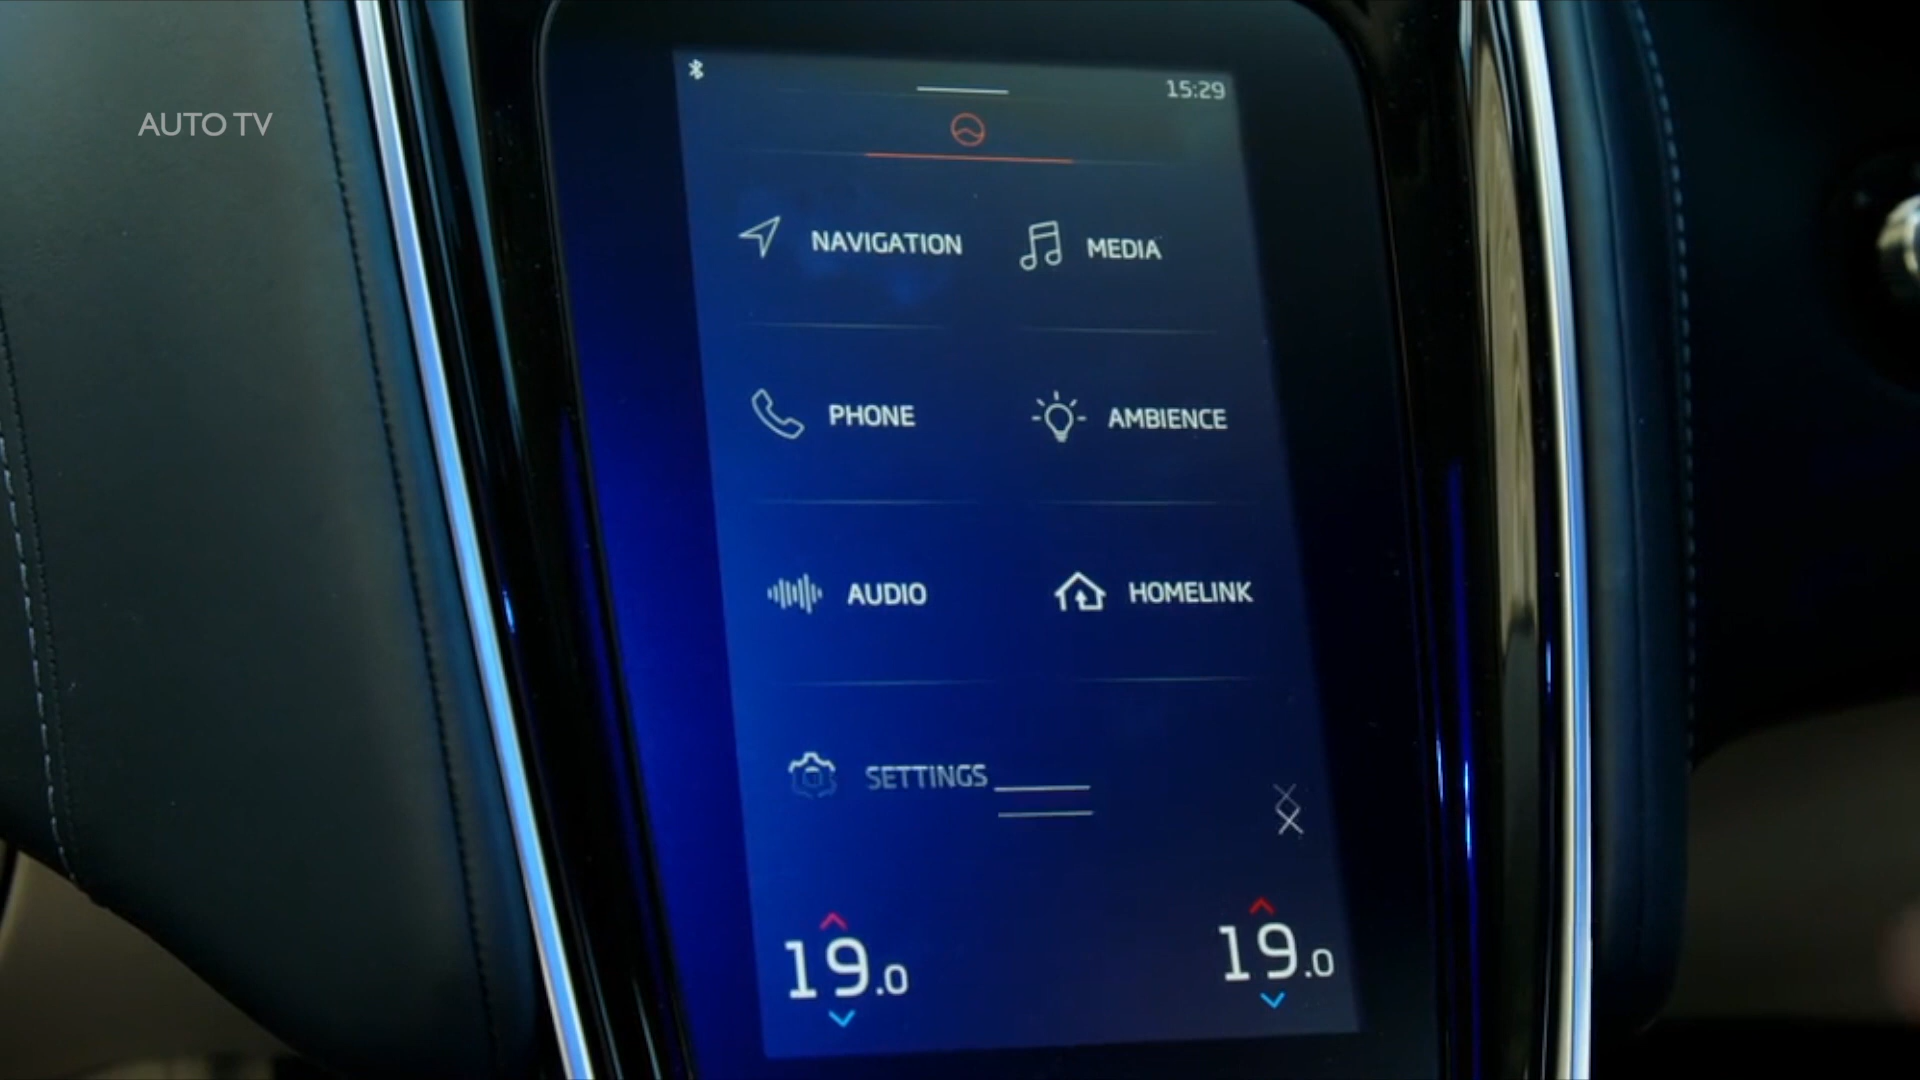 15:29
AUTO TV
NAVIGATION
MEDIA
PHONE
AMBIENCE
AUDIO
HOMELINK
SETTINGS
19.0
19.0